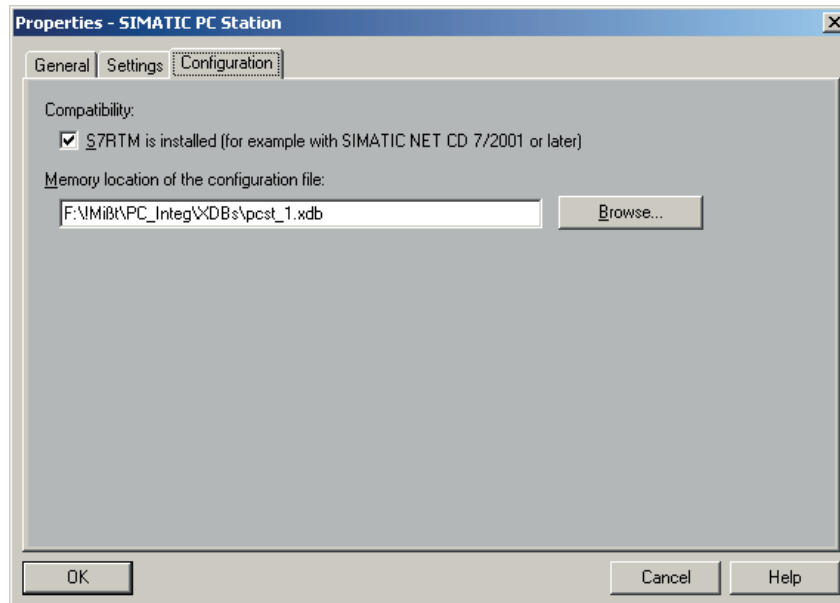 Properties - SIMATIC PC Station
General Settings Configuration
Compatibility:
S7RTM is installed (for example with SIMATIC NET CD 7/2001 or later)
Memory location of the configuration file:
F:\!Mißt\PC_Integ\XDBs\pcst_1.xdb Browse...
OK Cancel Help